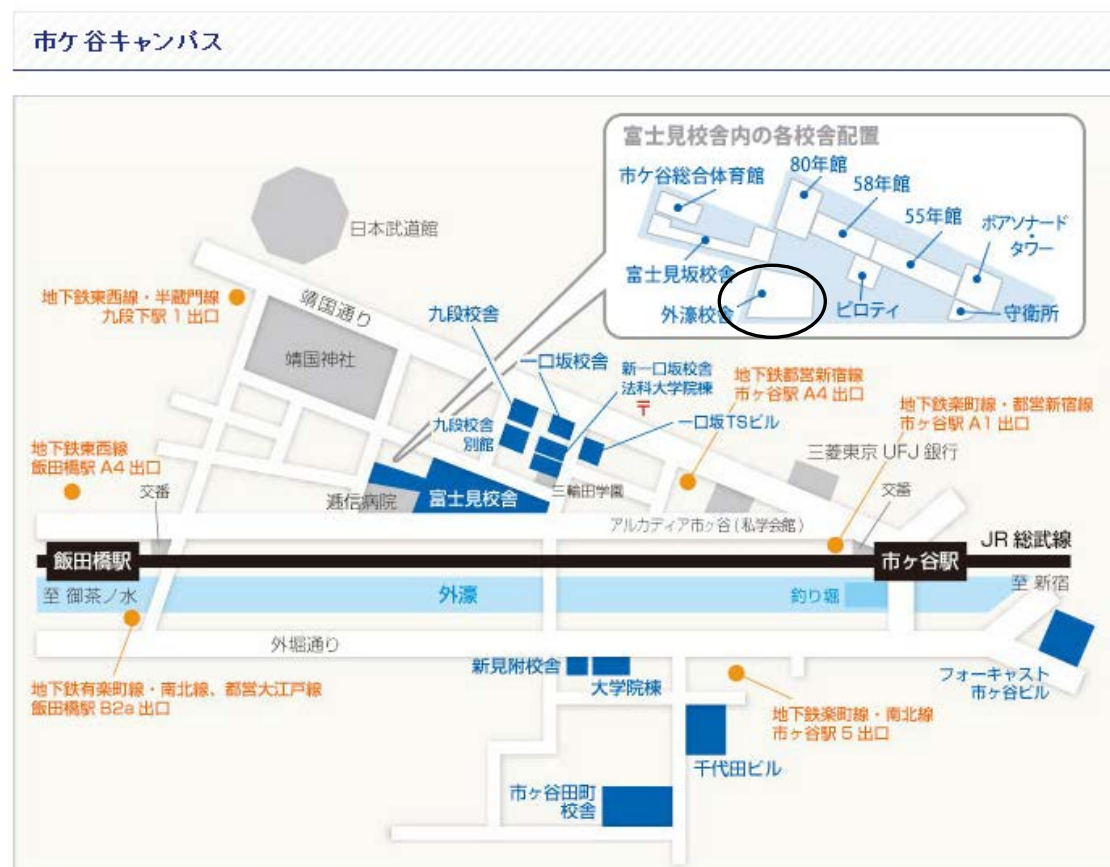 市ケ谷キャンパス
富士見校舎内の各校舎配置
市ケ谷総合体育館
80年館
58年館
55年館
ボアソナード
・
タワー
富士見坂校舎
外濠校舎
ピロティ
守衛所
日本武道館
地下鉄東西線・半蔵門線
九段下駅 1 出口
靖国通り
靖国神社
九段校舎
一口坂校舎
新一口坂校舎
法科大学院棟
〒
地下鉄都営新宿線
市ヶ谷駅 A4 出口
地下鉄楽町線・都営新宿線
市ヶ谷駅 A1 出口
九段校舎
別館
一口坂TSビル
三菱東京 UFJ 銀行
地下鉄東西線
飯田橋駅 A4 出口
交番
逓信病院
富士見校舎
三輪田学園
交番
アルカディア市ヶ谷(私学会館)
JR 総武線
飯田橋駅
市ヶ谷駅
至 御茶ノ水
外濠
釣り堀
至 新宿
外堀通り
新見附校舎
大学院棟
フォーキャスト
市ヶ谷ビル
地下鉄有楽町線・南北線、都営大江戸線
飯田橋駅 B2a 出口
地下鉄楽町線・南北線
市ヶ谷駅 5 出口
千代田ビル
市ヶ谷田町
校舎